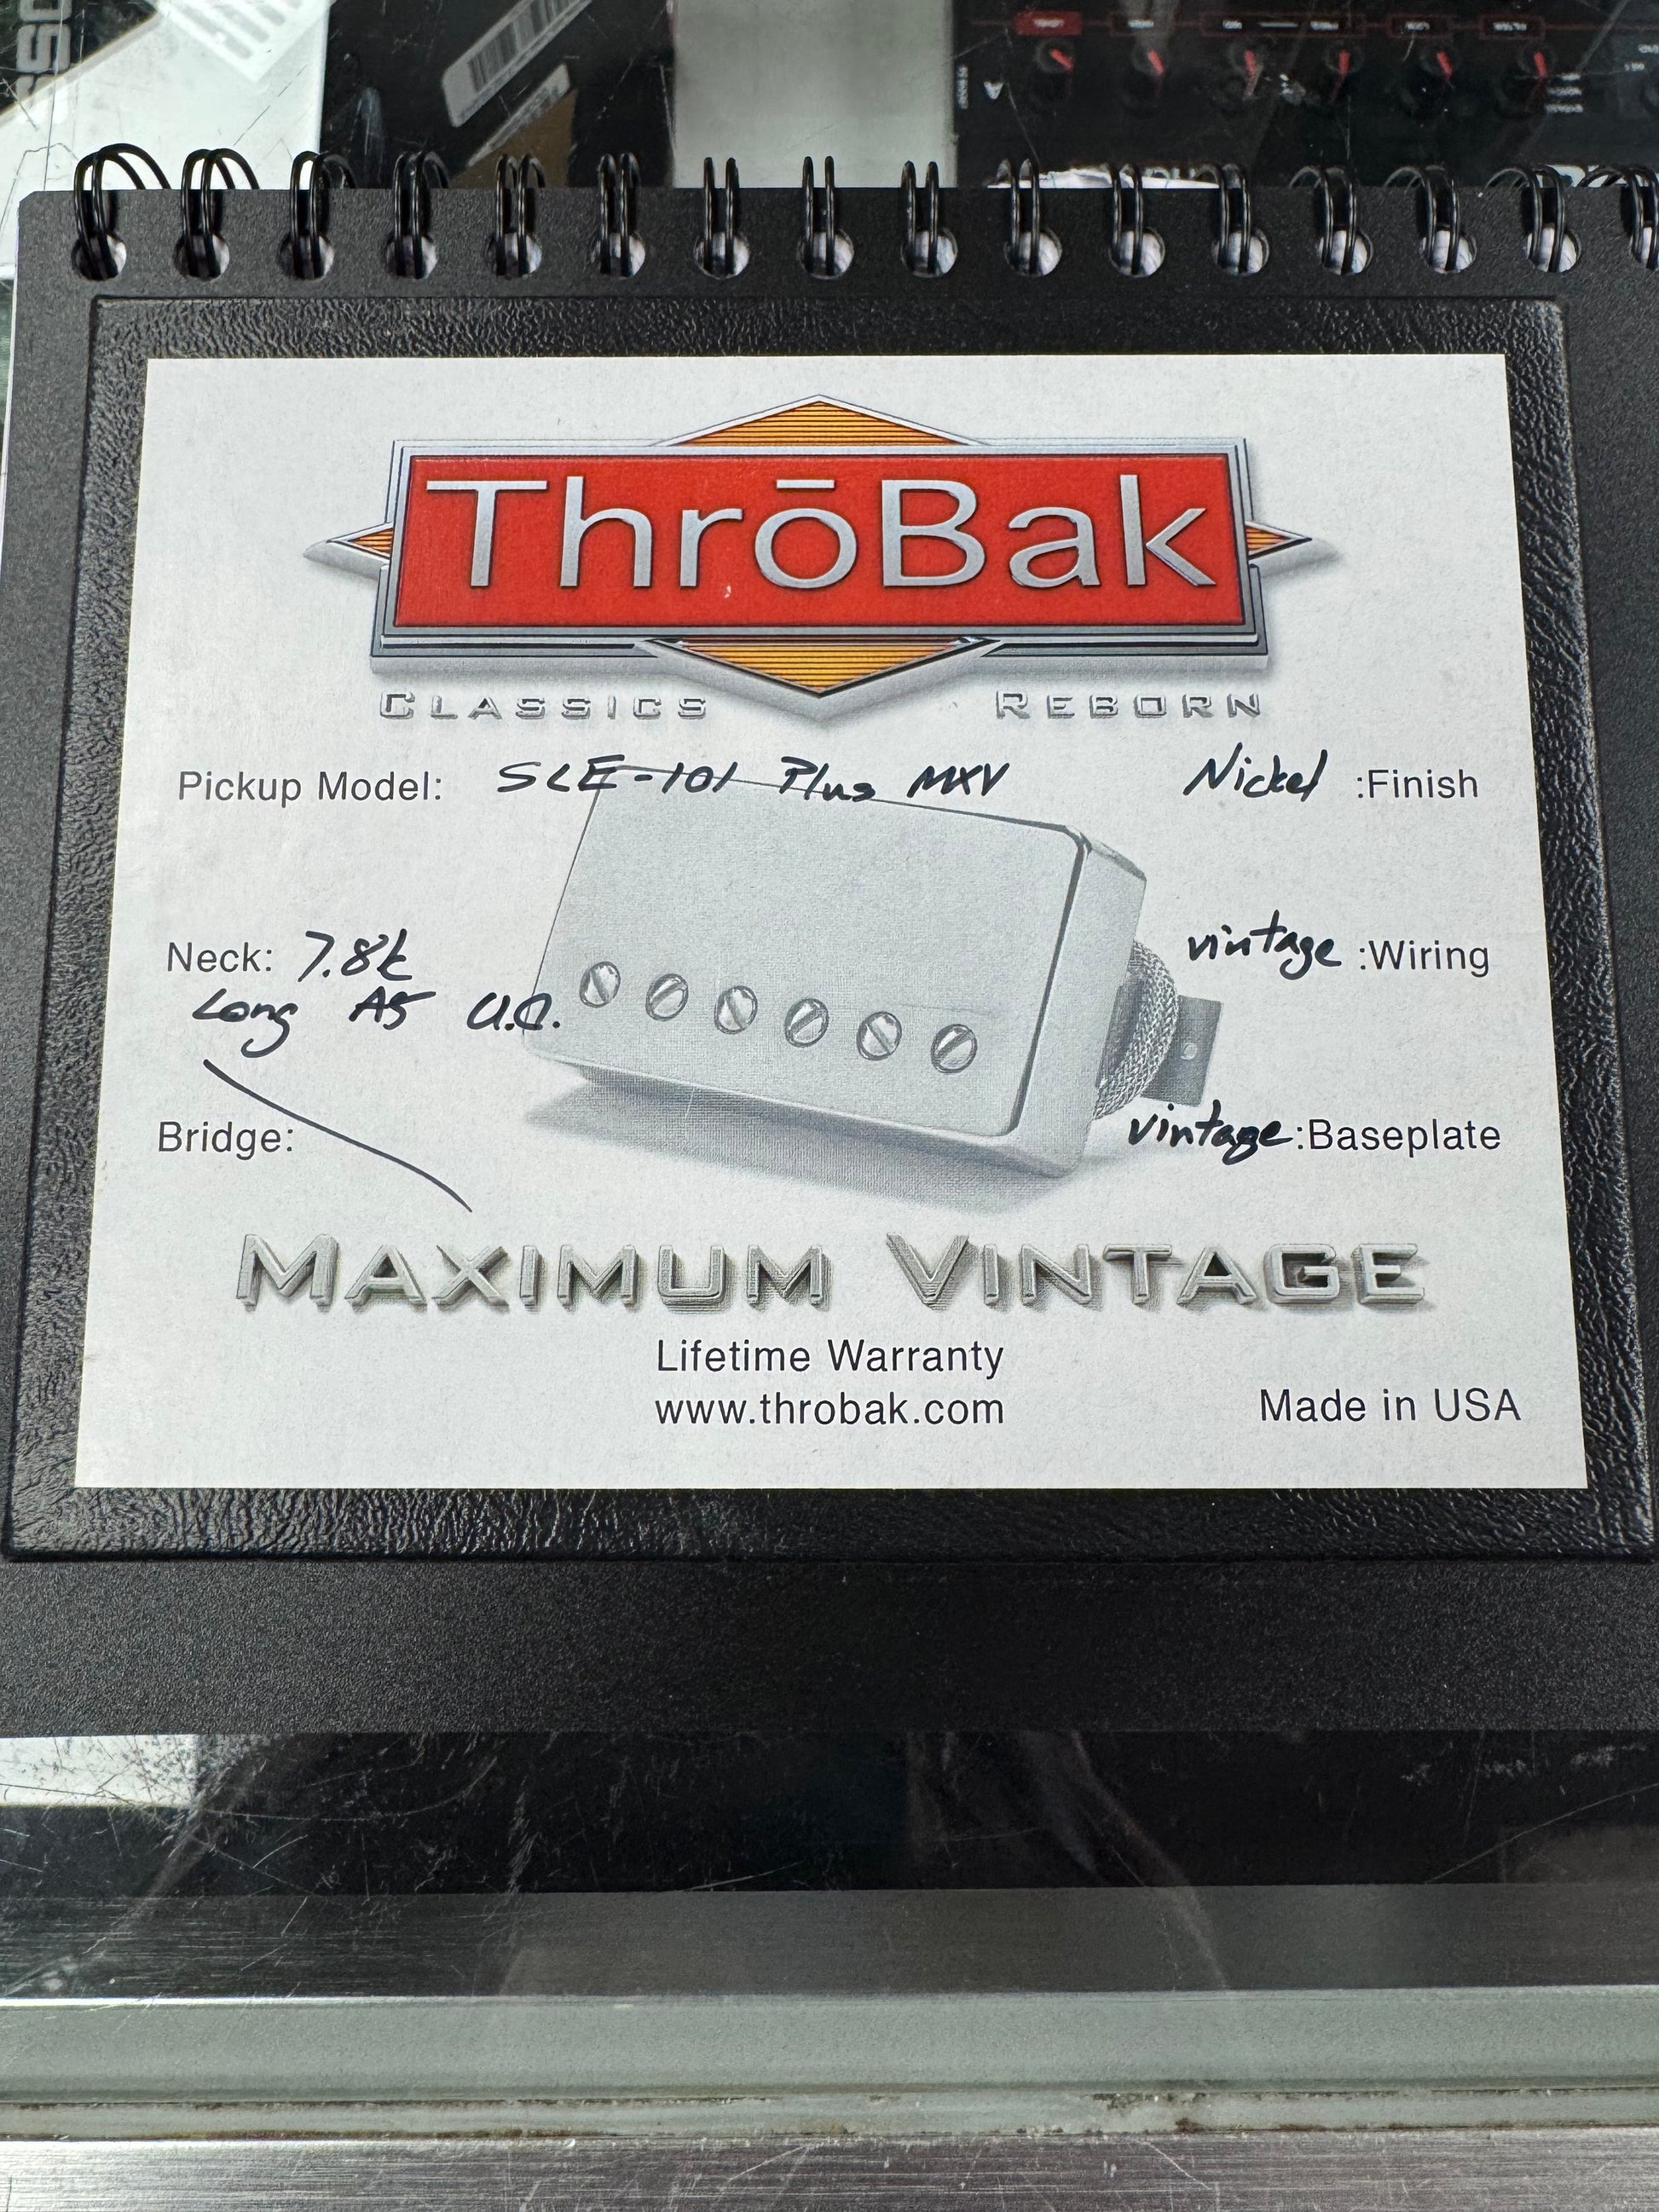 ThrōBak
CLASSICS REBORN
Pickup Model: SLE-101 Plus MXV Nickel :Finish
Neck: 7.8k vintage :Wiring
Long A5 U.C.
Bridge: vintage :Baseplate
MAXIMUM VINTAGE
Lifetime Warranty
www.throbak.com
Made in USA